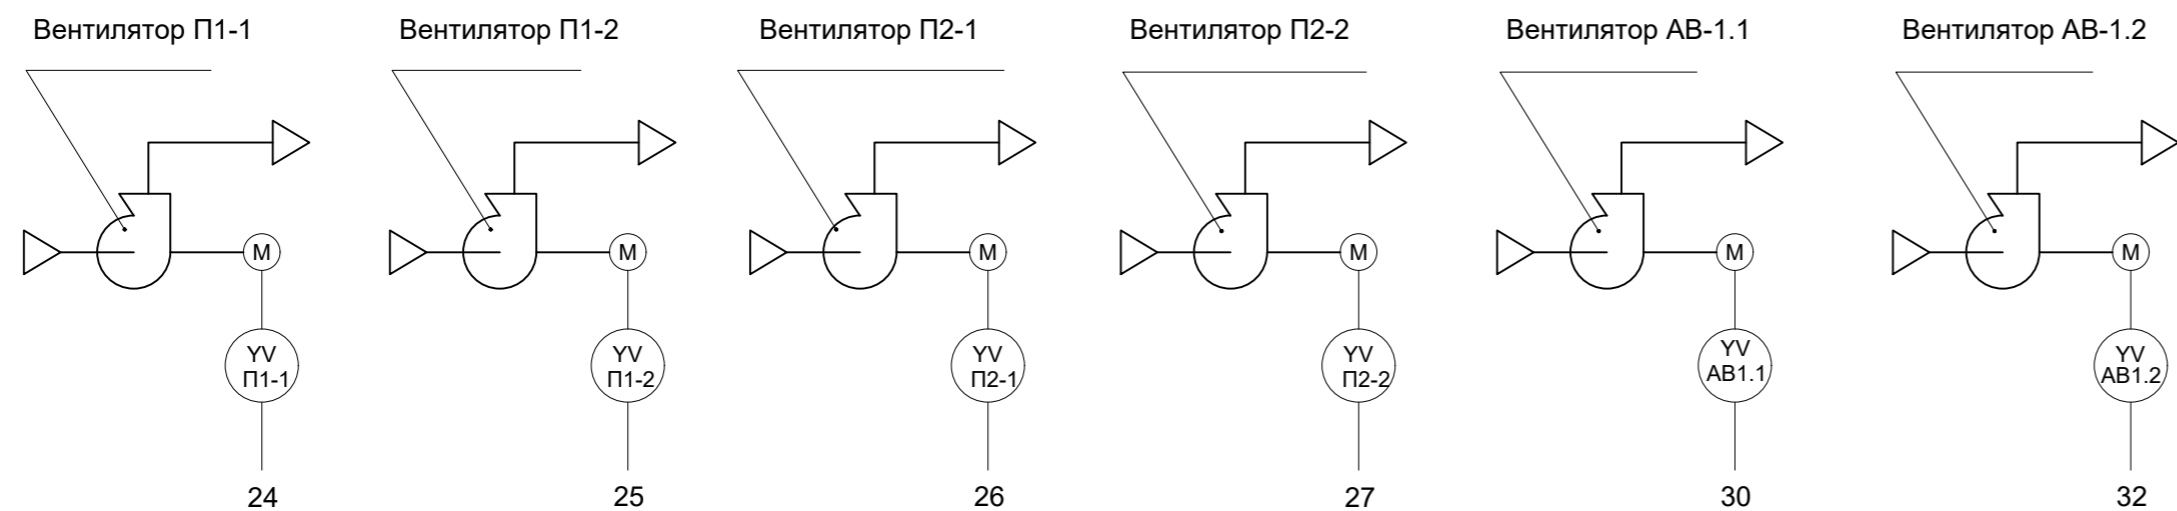 Вентилятор П1-1
Вентилятор П1-2
Вентилятор П2-1
Вентилятор П2-2
Вентилятор АВ-1.1
Вентилятор АВ-1.2
М
М
М
М
М
М
YV
П1-1
YV
П1-2
YV
П2-1
YV
П2-2
YV
АВ1.1
YV
АВ1.2
24
25
26
27
30
32